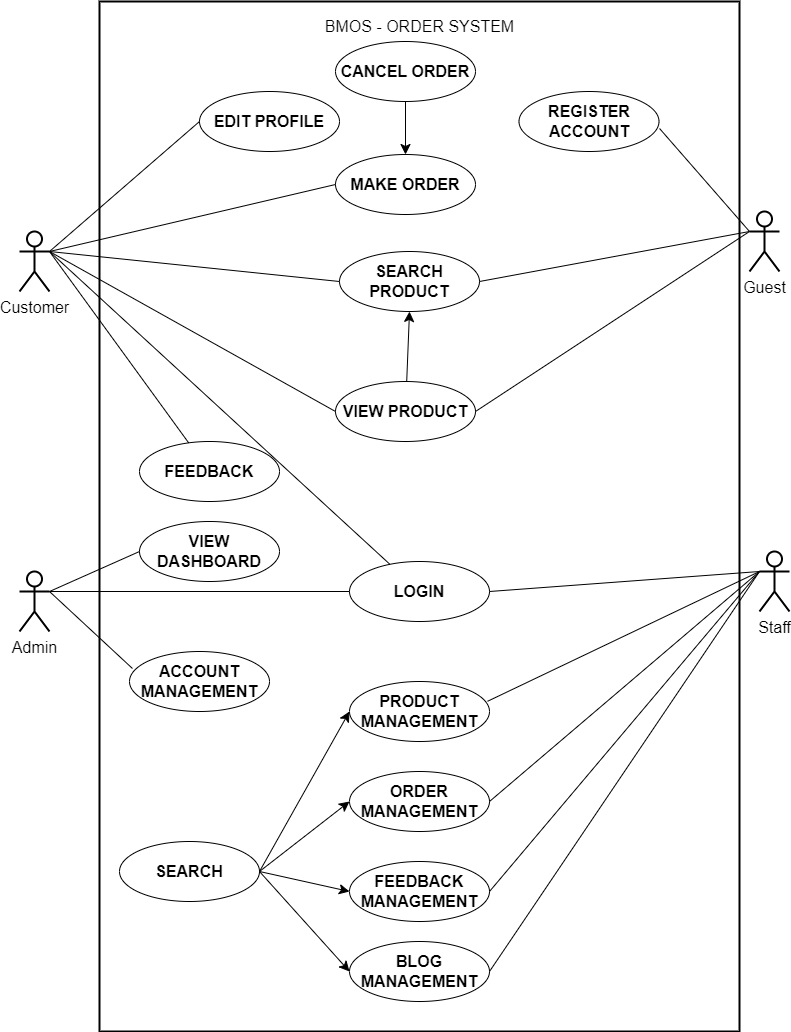 BMOS - ORDER SYSTEM
CANCEL ORDER
EDIT PROFILE
REGISTER
ACCOUNT
MAKE ORDER
SEARCH
PRODUCT
Customer
Guest
VIEW PRODUCT
FEEDBACK
VIEW
DASHBOARD
LOGIN
Admin
Staff
ACCOUNT
MANAGEMENT
PRODUCT
MANAGEMENT
ORDER
MANAGEMENT
SEARCH
FEEDBACK
MANAGEMENT
BLOG
MANAGEMENT